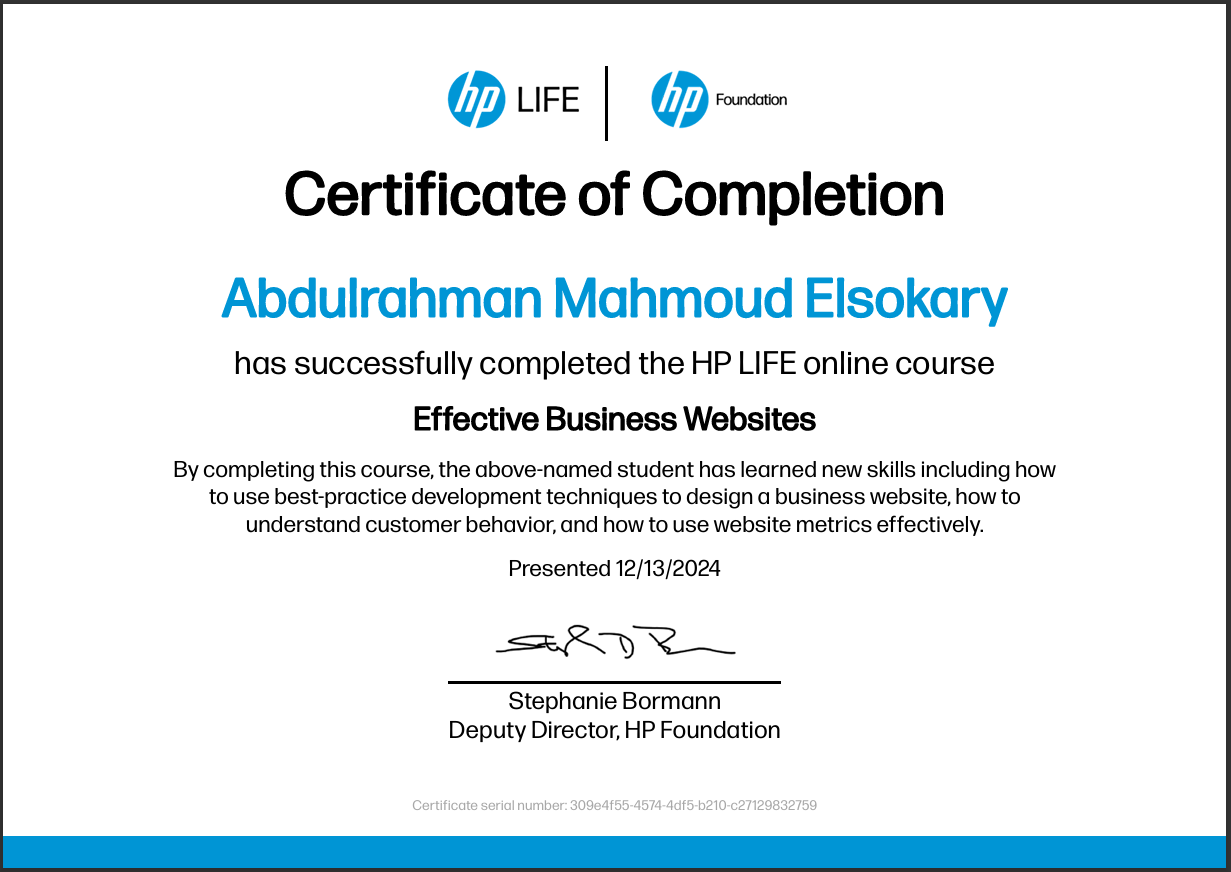 hp LIFE
hp Foundation
Certificate of Completion
Abdulrahman Mahmoud Elsokary
has successfully completed the HP LIFE online course
Effective Business Websites
By completing this course, the above-named student has learned new skills including how
to use best-practice development techniques to design a business website, how to
understand customer behavior, and how to use website metrics effectively.
Presented 12/13/2024
Stephanie Bormann
Deputy Director, HP Foundation
Certificate serial number: 309e4f55-4574-4df5-b210-c27129832759